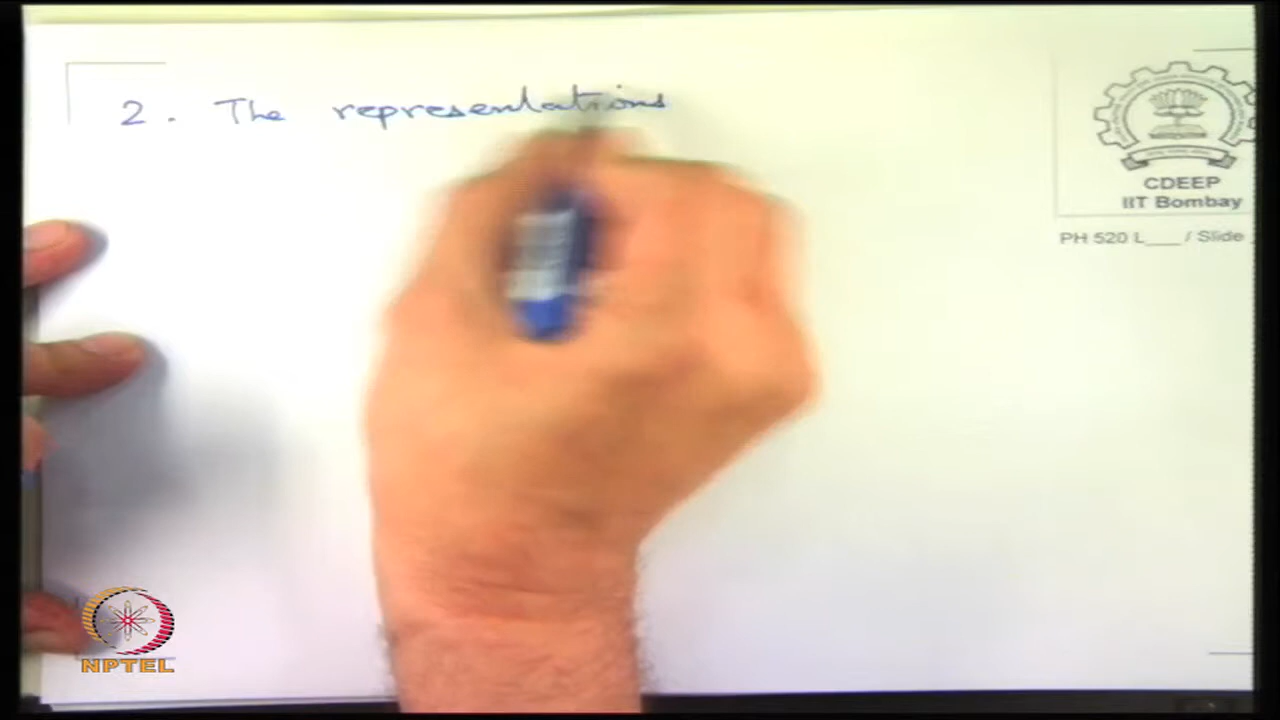 2. The representations
CDEEP
IIT Bombay
PH 520 L___ / Slide
NPTEL